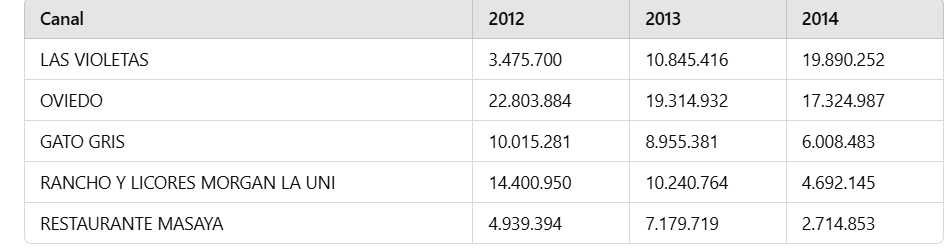 Canal 2012 2013 2014
LAS VIOLETAS 3.475.700 10.845.416 19.890.252
OVIEDO 22.803.884 19.314.932 17.324.987
GATO GRIS 10.015.281 8.955.381 6.008.483
RANCHO Y LICORES MORGAN LA UNI 14.400.950 10.240.764 4.692.145
RESTAURANTE MASAYA 4.939.394 7.179.719 2.714.853